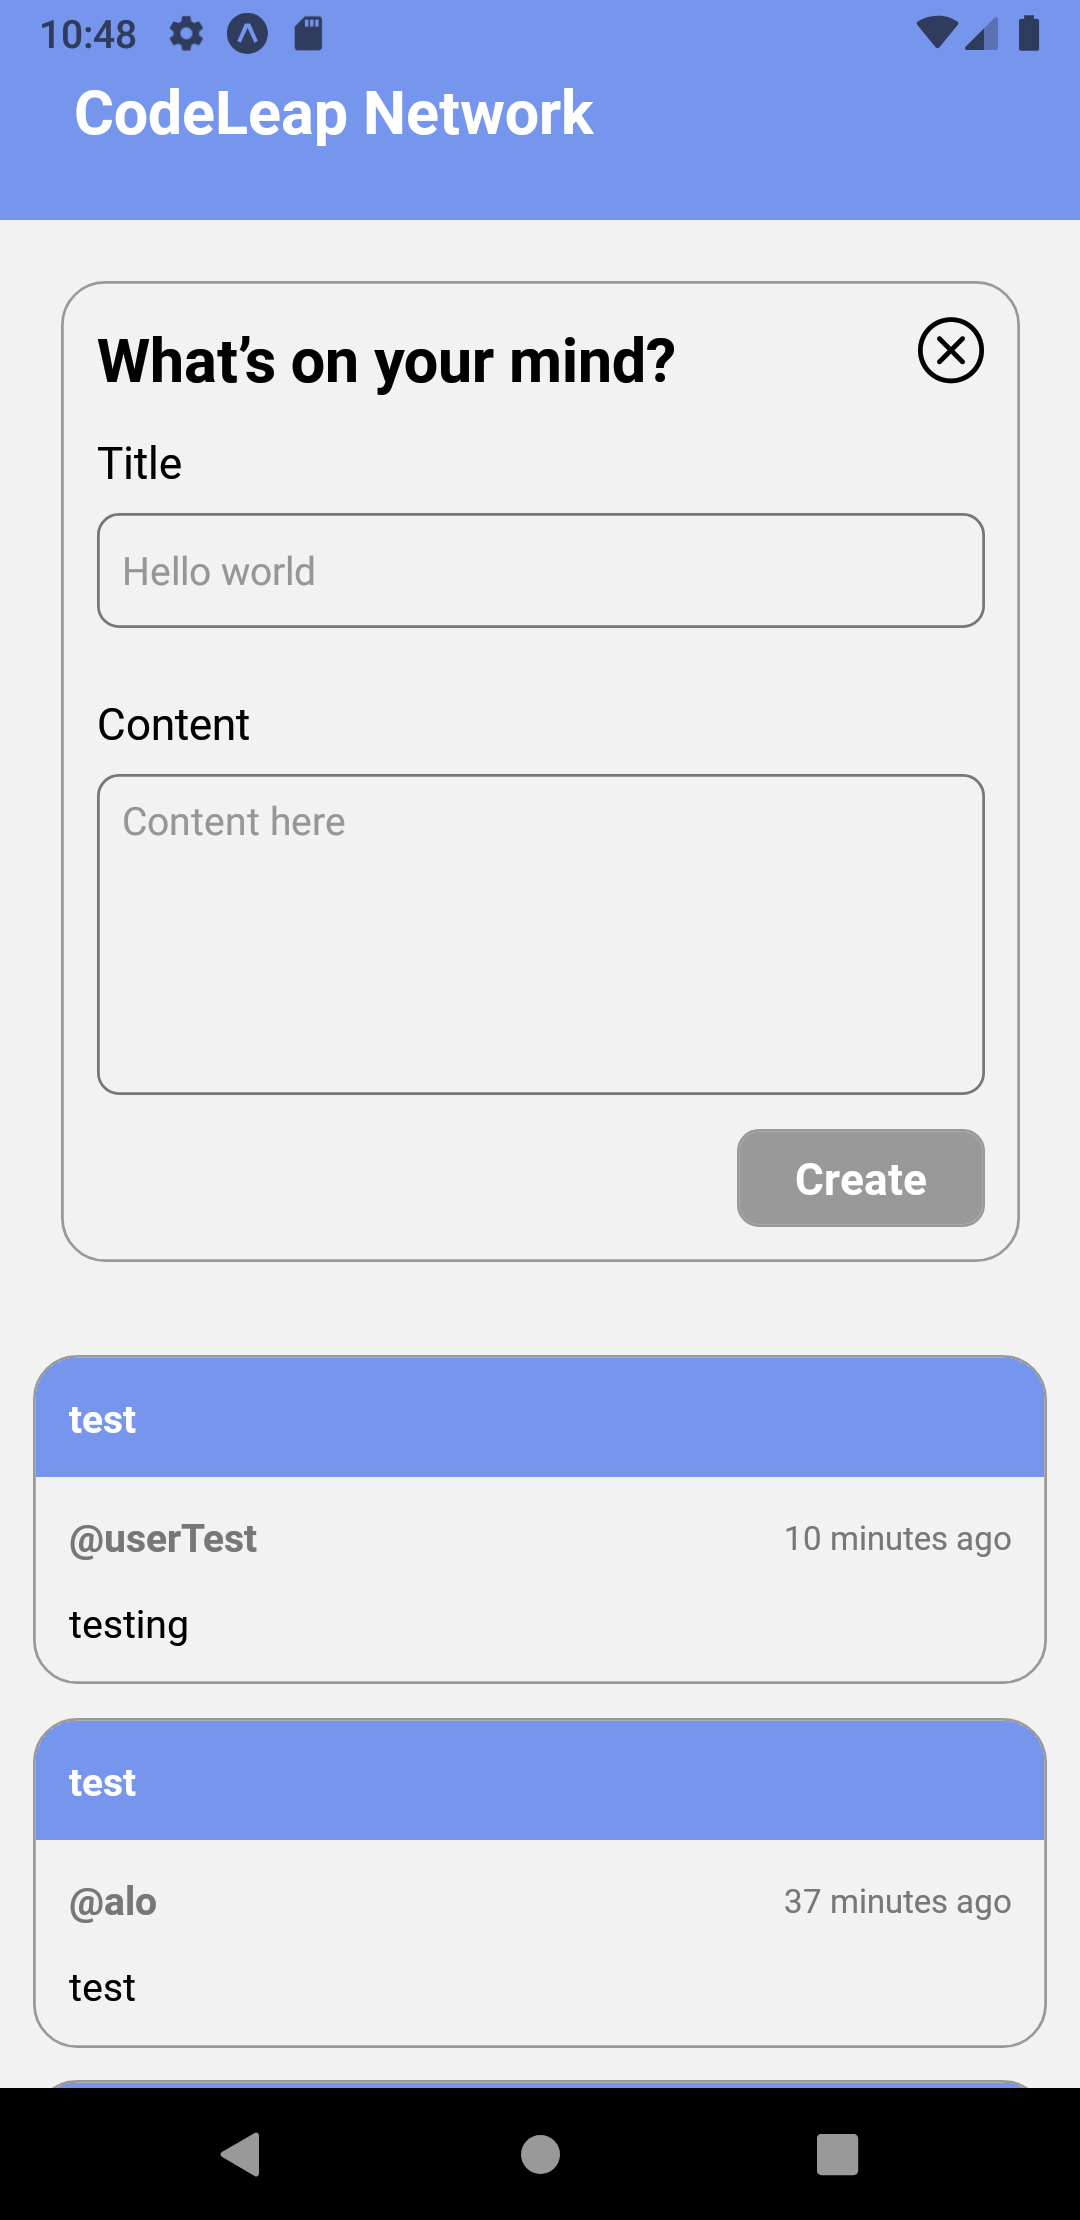 10:48
CodeLeap Network
What’s on your mind?
Title
Hello world
Content
Content here
Create
test
@userTest 10 minutes ago
testing
test
@alo 37 minutes ago
test